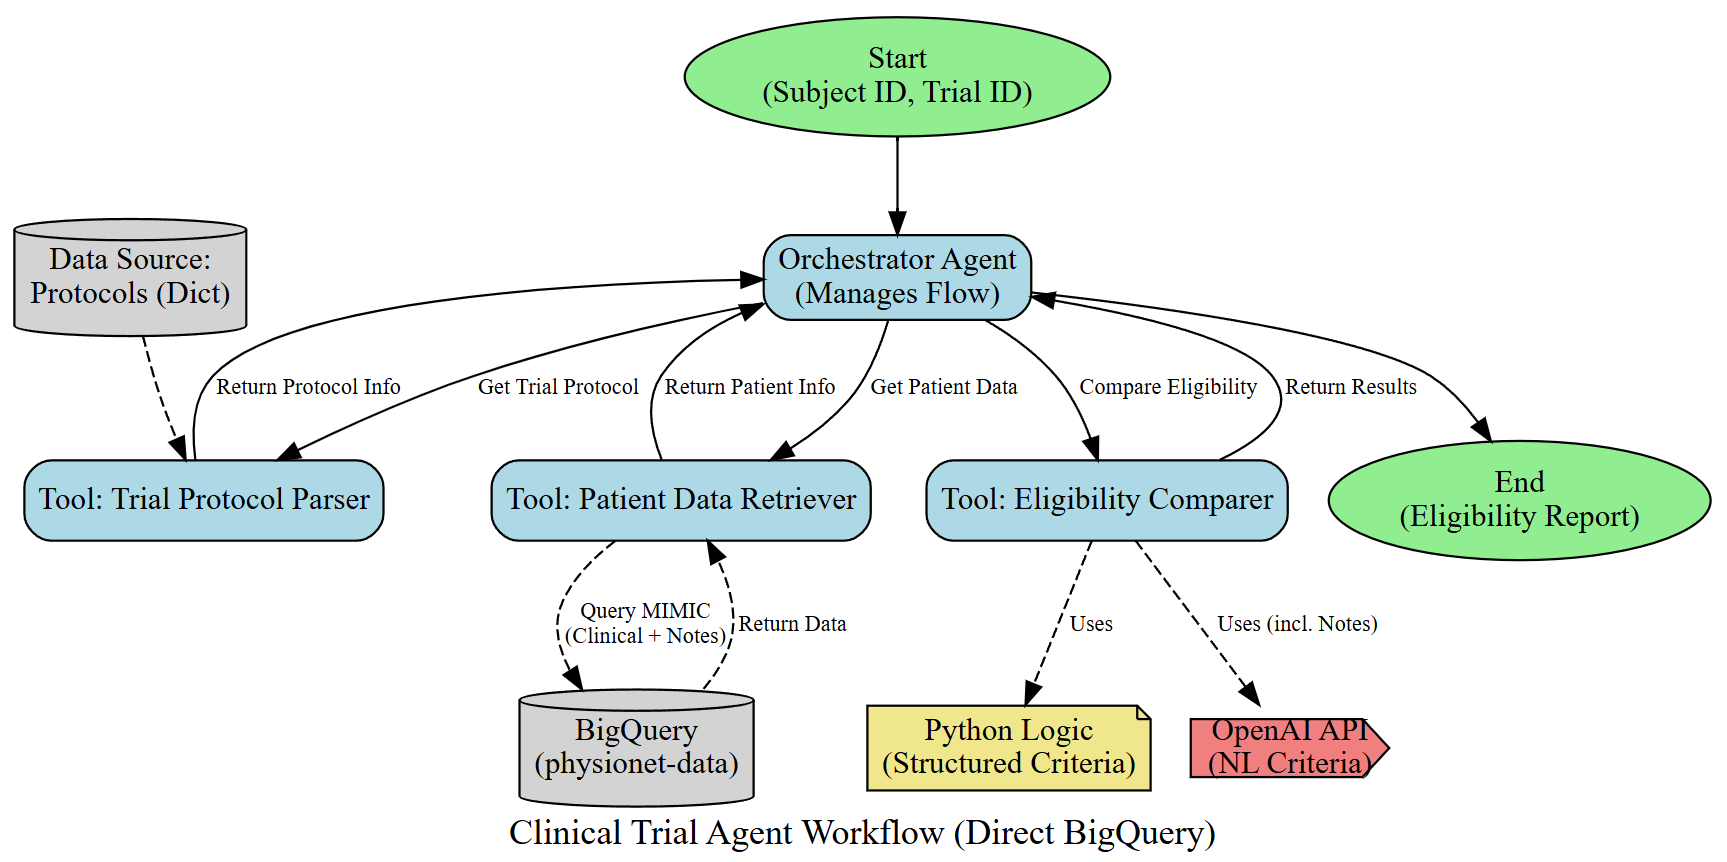 Start
(Subject ID, Trial ID)
Data Source:
Protocols (Dict)
Orchestrator Agent
(Manages Flow)
Return Protocol Info
Get Trial Protocol
Return Patient Info
Get Patient Data
Compare Eligibility
Return Results
Tool: Trial Protocol Parser
Tool: Patient Data Retriever
Tool: Eligibility Comparer
End
(Eligibility Report)
Query MIMIC
(Clinical + Notes)
Return Data
Uses
Uses (incl. Notes)
BigQuery
(physionet-data)
Python Logic
(Structured Criteria)
OpenAI API
(NL Criteria)
Clinical Trial Agent Workflow (Direct BigQuery)